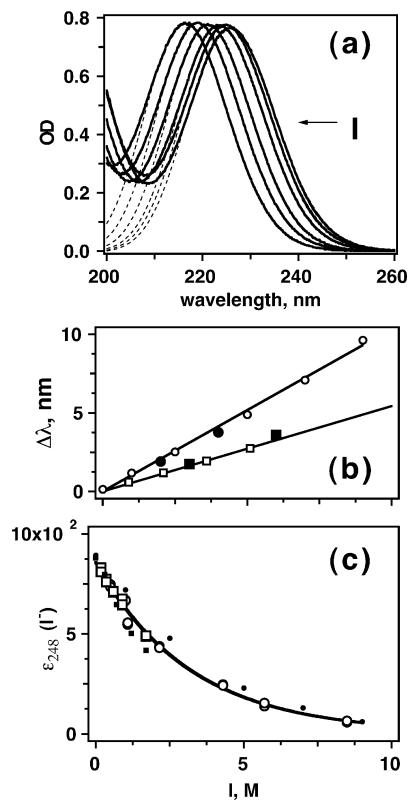 0.8
(a)
0.6
OD
0.4
I
0.2
0.0
200 220 240 260
wavelength, nm
10
Δλ, nm
5
0
(b)
10x10 2
(c)
ε248 (I-)
5
0
0 5 10
I, M